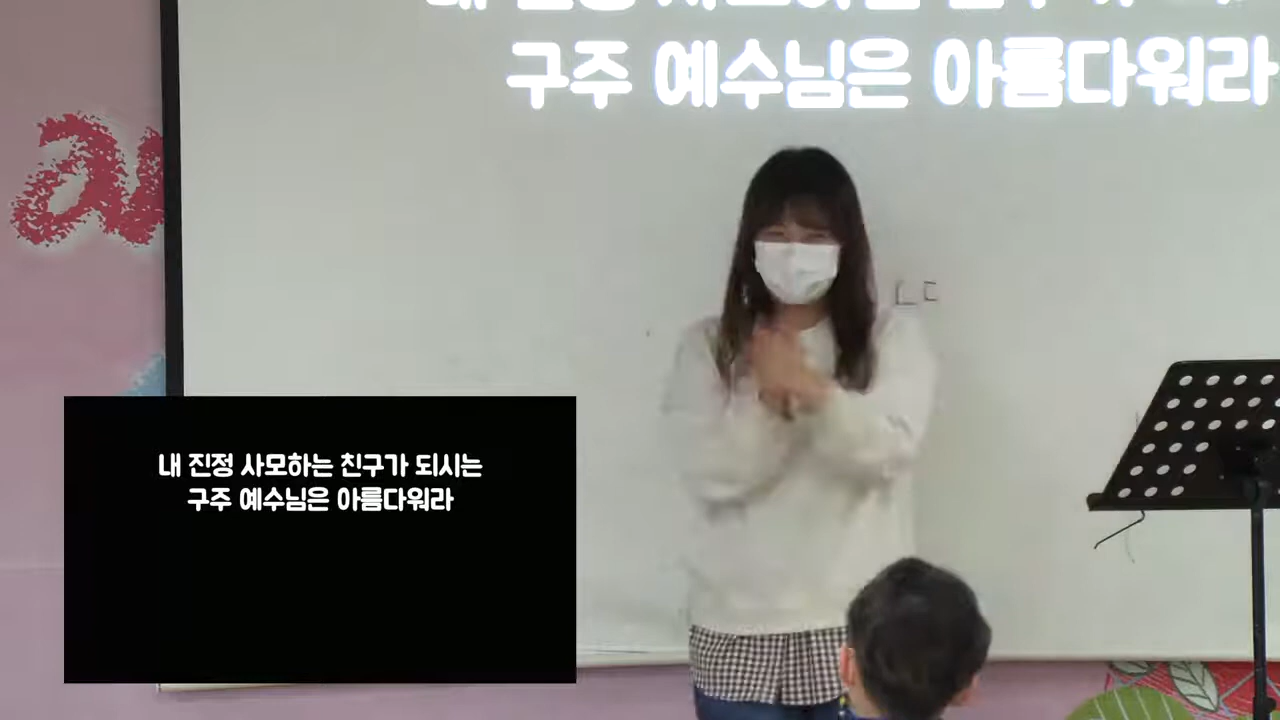 구주 예수님은 아름다워라
ㄴㄷ
내 진정 사모하는 친구가 되시는
구주 예수님은 아름다워라